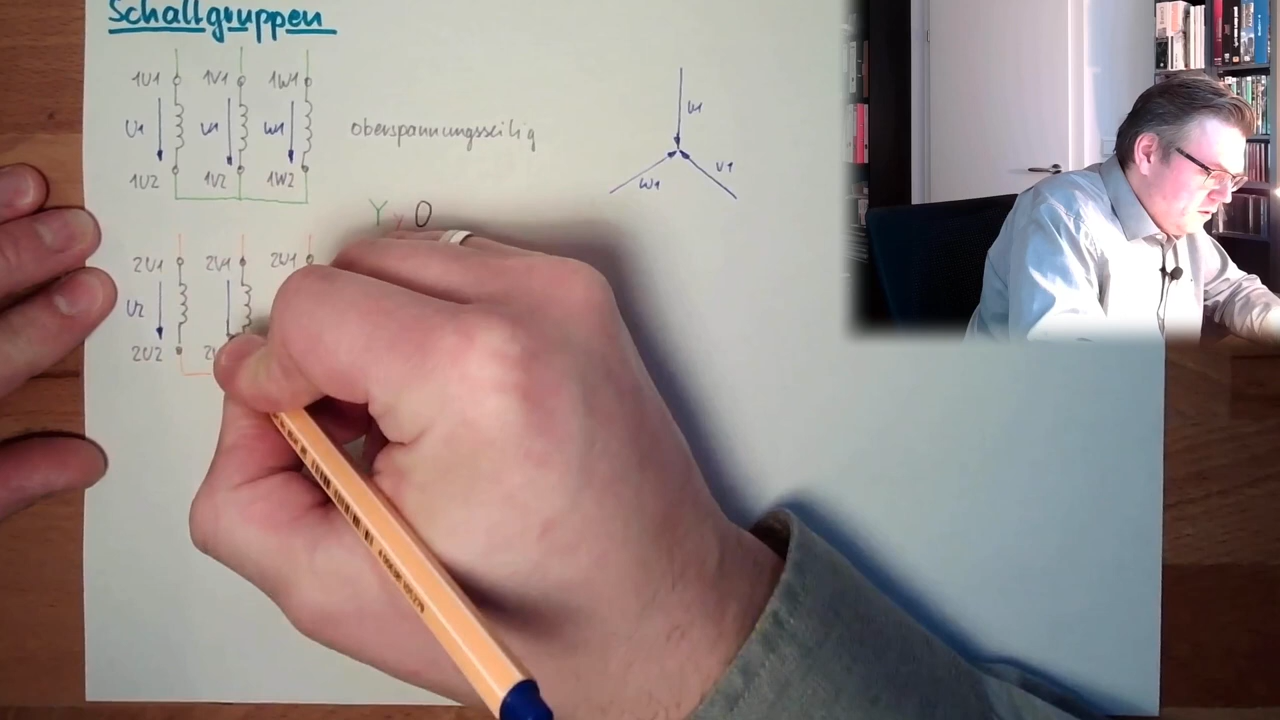 Schaltgruppen
1U1 1V1 1W1
U1 V1 W1
oberspannungsseitig
1U2 1V2 1W2
U1
W1 V1
Y y 0
2U1 2V1 2W1
U2
2U2